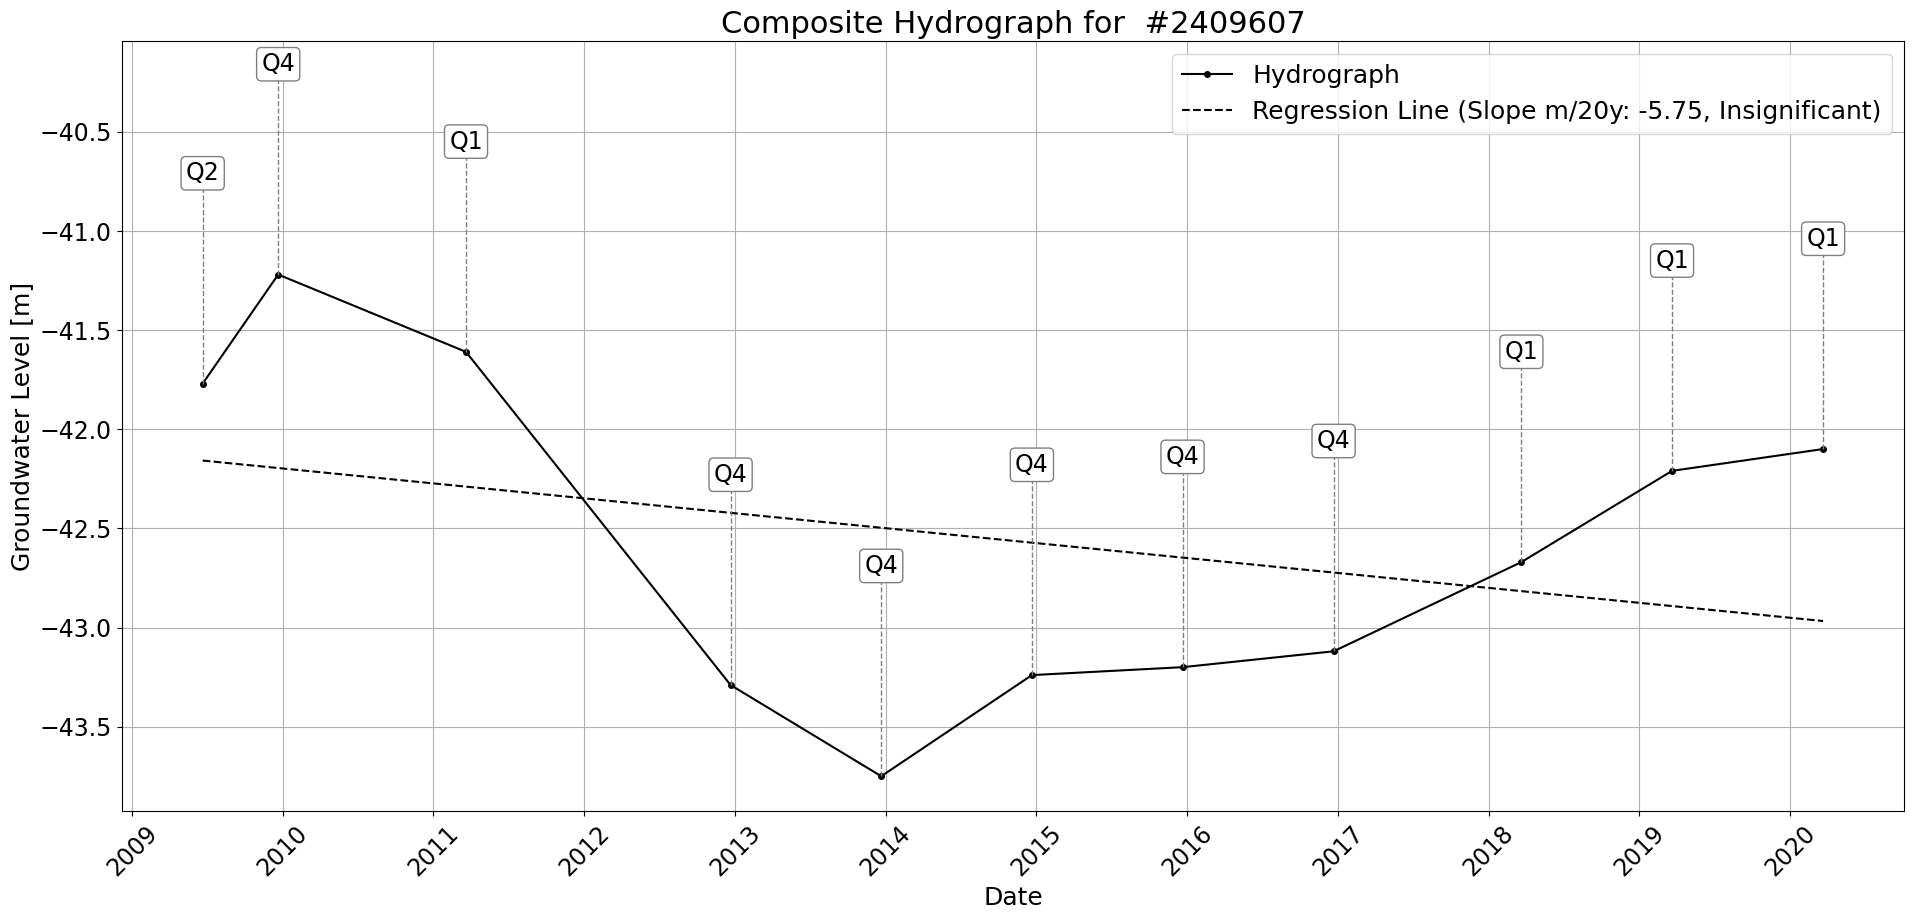 Composite Hydrograph for  #2409607
Hydrograph
Regression Line (Slope m/20y: -5.75, Insignificant)
Groundwater Level [m]
−40.5
−41.0
−41.5
−42.0
−42.5
−43.0
−43.5
Q2
Q4
Q1
Q4
Q4
Q4
Q4
Q4
Q1
Q1
Q1
2009
2010
2011
2012
2013
2014
2015
2016
2017
2018
2019
2020
Date